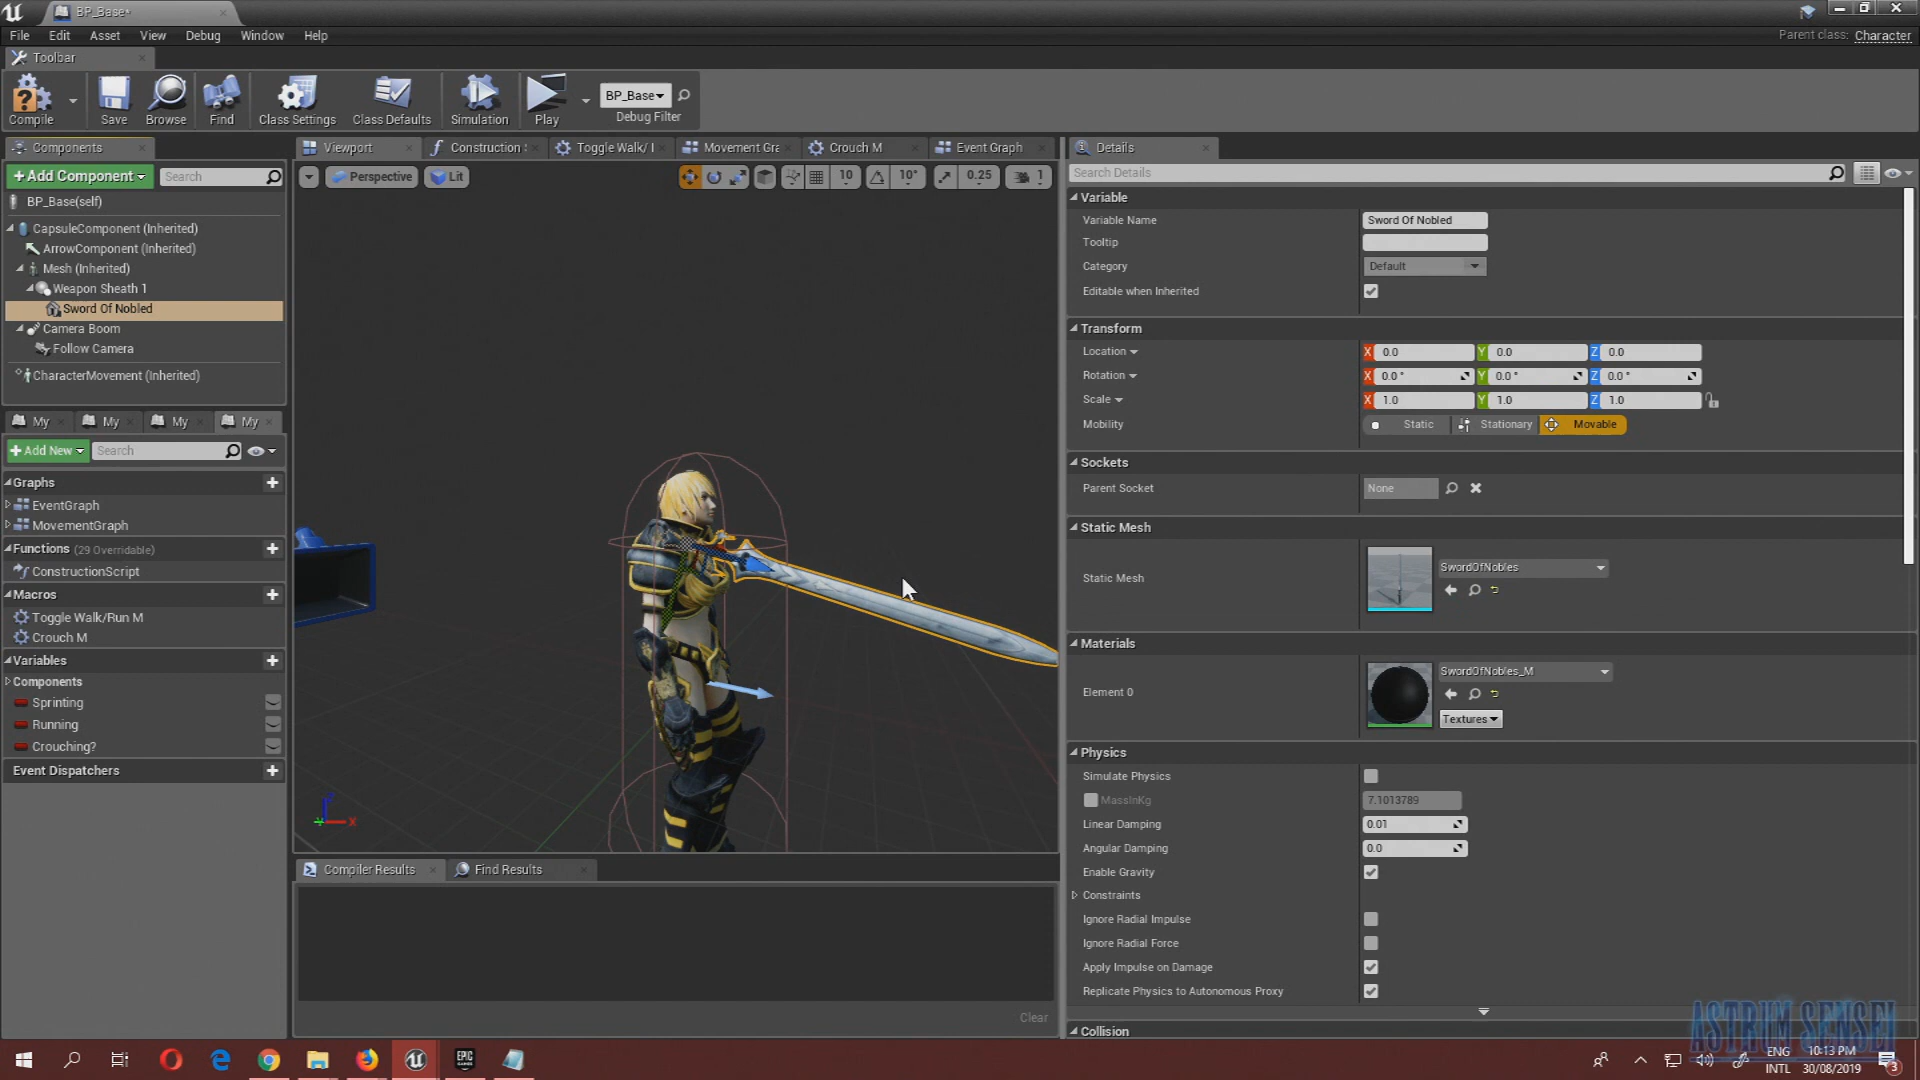 BP_Base*
File Edit Asset View Debug Window Help
Parent class: Character
Toolbar
Compile Save Browse Find Class Settings Class Defaults Simulation Play BP_Base Debug Filter
Components
Viewport Construction Toggle Walk/ Movement Gra Crouch M Event Graph
Details
+Add Component Search
Perspective Lit 10 10° 0.25 1
Search Details
BP_Base(self)
CapsuleComponent (Inherited)
ArrowComponent (Inherited)
Mesh (Inherited)
Weapon Sheath 1
Sword Of Nobled
Camera Boom
Follow Camera
CharacterMovement (Inherited)
My My My My
+Add New Search
Graphs
EventGraph
MovementGraph
Functions (29 Overridable)
ConstructionScript
Macros
Toggle Walk/Run M
Crouch M
Variables
Components
Sprinting
Running
Crouching?
Event Dispatchers
Z
Y X
Compiler Results Find Results
Clear
Variable
Variable Name Sword Of Nobled
Tooltip
Category Default
Editable when Inherited
Transform
Location X 0.0 Y 0.0 Z 0.0
Rotation X 0.0° Y 0.0° Z 0.0°
Scale X 1.0 Y 1.0 Z 1.0
Mobility Static Stationary Movable
Sockets
Parent Socket None
Static Mesh
Static Mesh SwordOfNobles
Materials
Element 0 SwordOfNobles_M
Textures
Physics
Simulate Physics
MassInKg 7.1013789
Linear Damping 0.01
Angular Damping 0.0
Enable Gravity
Constraints
Ignore Radial Impulse
Ignore Radial Force
Apply Impulse on Damage
Replicate Physics to Autonomous Proxy
Collision
ASTRUM SENSEI
EPIC GAMES
ENG INTL
10:13 PM
30/08/2019
3